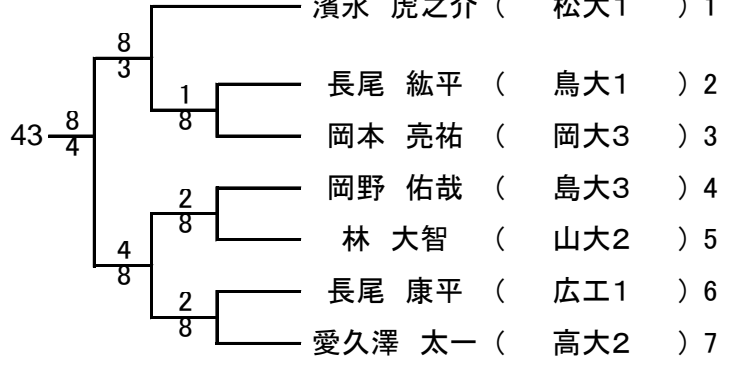 濱永 虎之介 ( 松大1 ) 1
8
3
長尾 紘平 ( 鳥大1 ) 2
1
8
岡本 亮祐 ( 岡大3 ) 3
43 8
4
岡野 佑哉 ( 島大3 ) 4
2
8
林 大智 ( 山大2 ) 5
4
8
長尾 康平 ( 広工1 ) 6
2
8
愛久澤 太一 ( 高大2 ) 7